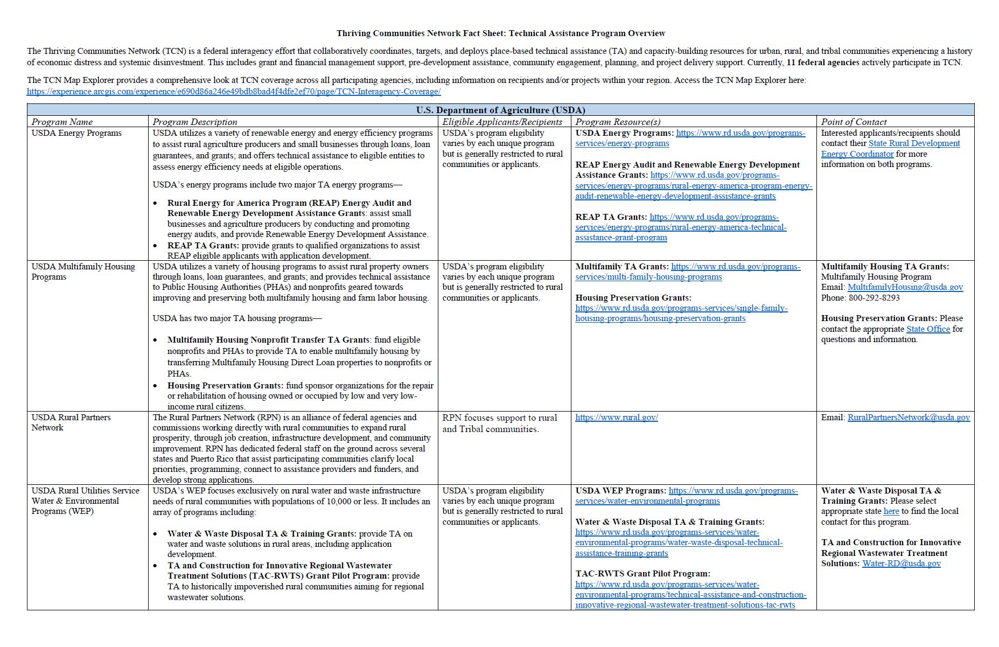 Thriving Communities Network Fact Sheet: Technical Assistance Program Overview
The Thriving Communities Network (TCN) is a federal interagency effort that collaboratively coordinates, targets, and deploys place-based technical assistance (TA) and capacity-building resources for urban, rural, and tribal communities experiencing a history
of economic distress and systemic disinvestment. This includes grant and financial management support, pre-development assistance, community engagement, planning, and project delivery support. Currently, 11 federal agencies actively participate in TCN.
The TCN Map Explorer provides a comprehensive look at TCN coverage across all participating agencies, including information on recipients and/or projects within your region. Access the TCN Map Explorer here:
https://experience.arcgis.com/experience/e690d86a246e49bdb8bad4f4dfe2ef70/page/TCN-Interagency-Coverage/
U.S. Department of Agriculture (USDA)
Program Name
Program Description
Eligible Applicants/Recipients
Program Resource(s)
Point of Contact
USDA Energy Programs
USDA utilizes a variety of renewable energy and energy efficiency programs
to assist rural agriculture producers and small businesses through loans, loan
guarantees, and grants; and offers technical assistance to eligible entities to
assess energy efficiency needs at eligible operations.
USDA's energy programs include two major TA energy programs—
• Rural Energy for America Program (REAP) Energy Audit and
Renewable Energy Development Assistance Grants: assist small
businesses and agriculture producers by conducting and promoting
energy audits, and provide Renewable Energy Development Assistance.
• REAP TA Grants: provide grants to qualified organizations to assist
REAP eligible applicants with application development.
USDA's program eligibility
varies by each unique program
but is generally restricted to rural
communities or applicants.
USDA Energy Programs: https://www.rd.usda.gov/programs-
services/energy-programs
REAP Energy Audit and Renewable Energy Development
Assistance Grants: https://www.rd.usda.gov/programs-
services/energy-programs/rural-energy-america-program-energy-
audit-renewable-energy-development-assistance-grants
REAP TA Grants: https://www.rd.usda.gov/programs-
services/energy-programs/rural-energy-america-technical-
assistance-grant-program
Interested applicants/recipients should
contact their State Rural Development
Energy Coordinator for more
information on both programs.
USDA Multifamily Housing
Programs
USDA utilizes a variety of housing programs to assist rural property owners
through loans, loan guarantees, and grants; and provides technical assistance
to Public Housing Authorities (PHAs) and nonprofits geared towards
improving and preserving both multifamily housing and farm labor housing.
USDA has two major TA housing programs—
• Multifamily Housing Nonprofit Transfer TA Grants: fund eligible
nonprofits and PHAs to provide TA to enable multifamily housing by
transferring Multifamily Housing Direct Loan properties to nonprofits or
PHAs.
• Housing Preservation Grants: fund sponsor organizations for the repair
or rehabilitation of housing owned or occupied by low and very low-
income rural citizens.
USDA's program eligibility
varies by each unique program
but is generally restricted to rural
communities or applicants.
Multifamily TA Grants: https://www.rd.usda.gov/programs-
services/multi-family-housing-programs
Housing Preservation Grants:
https://www.rd.usda.gov/programs-services/single-family-
housing-programs/housing-preservation-grants
Multifamily Housing TA Grants:
Multifamily Housing Program
Email: MultifamilyHousing@usda.gov
Phone: 800-292-8293
Housing Preservation Grants: Please
contact the appropriate State Office for
questions and information.
USDA Rural Partners
Network
The Rural Partners Network (RPN) is an alliance of federal agencies and
commissions working directly with rural communities to expand rural
prosperity, through job creation, infrastructure development, and community
improvement. RPN has dedicated federal staff on the ground across several
states and Puerto Rico that assist participating communities clarify local
priorities, programming, connect to assistance providers and funders, and
develop strong applications.
RPN focuses support to rural
and Tribal communities.
https://www.rural.gov/
Email: RuralPartnersNetwork@usda.gov
USDA Rural Utilities Service
Water & Environmental
Programs (WEP)
USDA's WEP focuses exclusively on rural water and waste infrastructure
needs of rural communities with populations of 10,000 or less. It includes an
array of programs including:
• Water & Waste Disposal TA & Training Grants: provide TA on
water and waste solutions in rural areas, including application
development.
• TA and Construction for Innovative Regional Wastewater
Treatment Solutions (TAC-RWTS) Grant Pilot Program: provide
TA to historically impoverished rural communities aiming for regional
wastewater solutions.
USDA's program eligibility
varies by each unique program
but is generally restricted to rural
communities or applicants.
USDA WEP Programs: https://www.rd.usda.gov/programs-
services/water-environmental-programs
Water & Waste Disposal TA & Training Grants:
https://www.rd.usda.gov/programs-services/water-
environmental-programs/water-waste-disposal-technical-
assistance-training-grants
TAC-RWTS Grant Pilot Program:
https://www.rd.usda.gov/programs-services/water-
environmental-programs/technical-assistance-and-construction-
innovative-regional-wastewater-treatment-solutions-tac-rwts
Water & Waste Disposal TA &
Training Grants: Please select
appropriate state here to find the local
contact for this program.
TA and Construction for Innovative
Regional Wastewater Treatment
Solutions: Water-RD@usda.gov